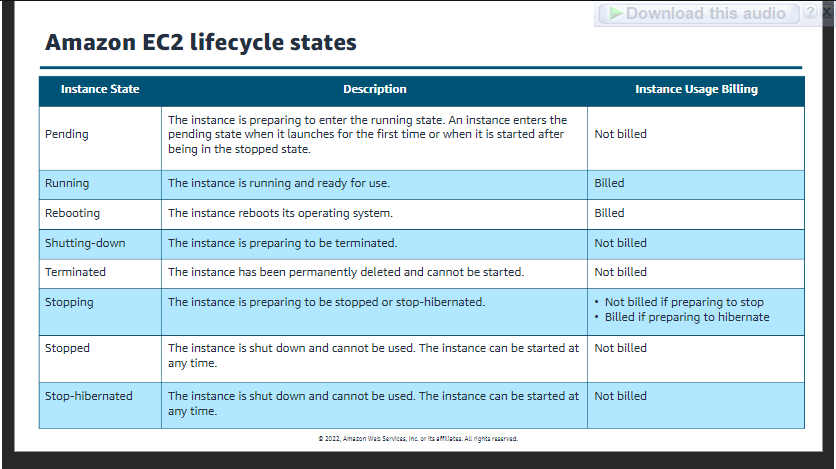 Download this audio ? X
Amazon EC2 lifecycle states
Instance State Description Instance Usage Billing
Pending
The instance is preparing to enter the running state. An instance enters the
pending state when it launches for the first time or when it is started after
being in the stopped state.
Not billed
Running The instance is running and ready for use. Billed
Rebooting The instance reboots its operating system. Billed
Shutting-down The instance is preparing to be terminated. Not billed
Terminated The instance has been permanently deleted and cannot be started. Not billed
Stopping The instance is preparing to be stopped or stop-hibernated.
• Not billed if preparing to stop
• Billed if preparing to hibernate
Stopped
The instance is shut down and cannot be used. The instance can be started at
any time.
Not billed
Stop-hibernated
The instance is shut down and cannot be used. The instance can be started at
any time.
Not billed
© 2022, Amazon Web Services, Inc. or its affiliates. All rights reserved.